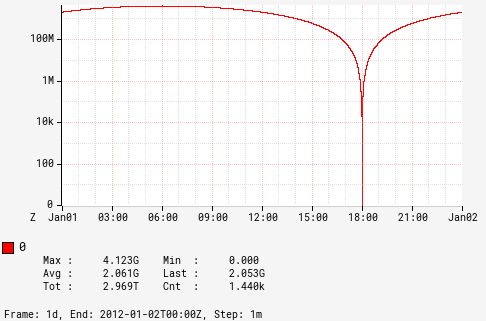 100M
1M
10k
100
0
Z Jan01 03:00 06:00 09:00 12:00 15:00 18:00 21:00 Jan02
0
Max : 4.123G Min : 0.000
Avg : 2.061G Last : 2.053G
Tot : 2.969T Cnt : 1.440k
Frame: 1d, End: 2012-01-02T00:00Z, Step: 1m